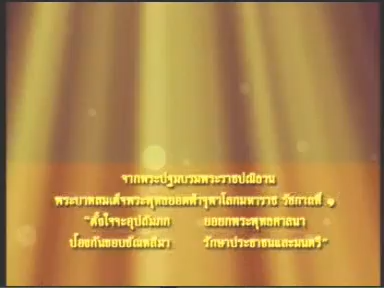 จากพระปฐมบรมพระราชปณิธาน
พระบาทสมเด็จพระพุทธยอดฟ้าจุฬาโลกมหาราช รัชกาลที่ ๑
"ตั้งใจจะอุปถัมภก ยอยกพระพุทธศาสนา
ป้องกันขอบขัณฑสีมา รักษาประชาชนและมนตรี"